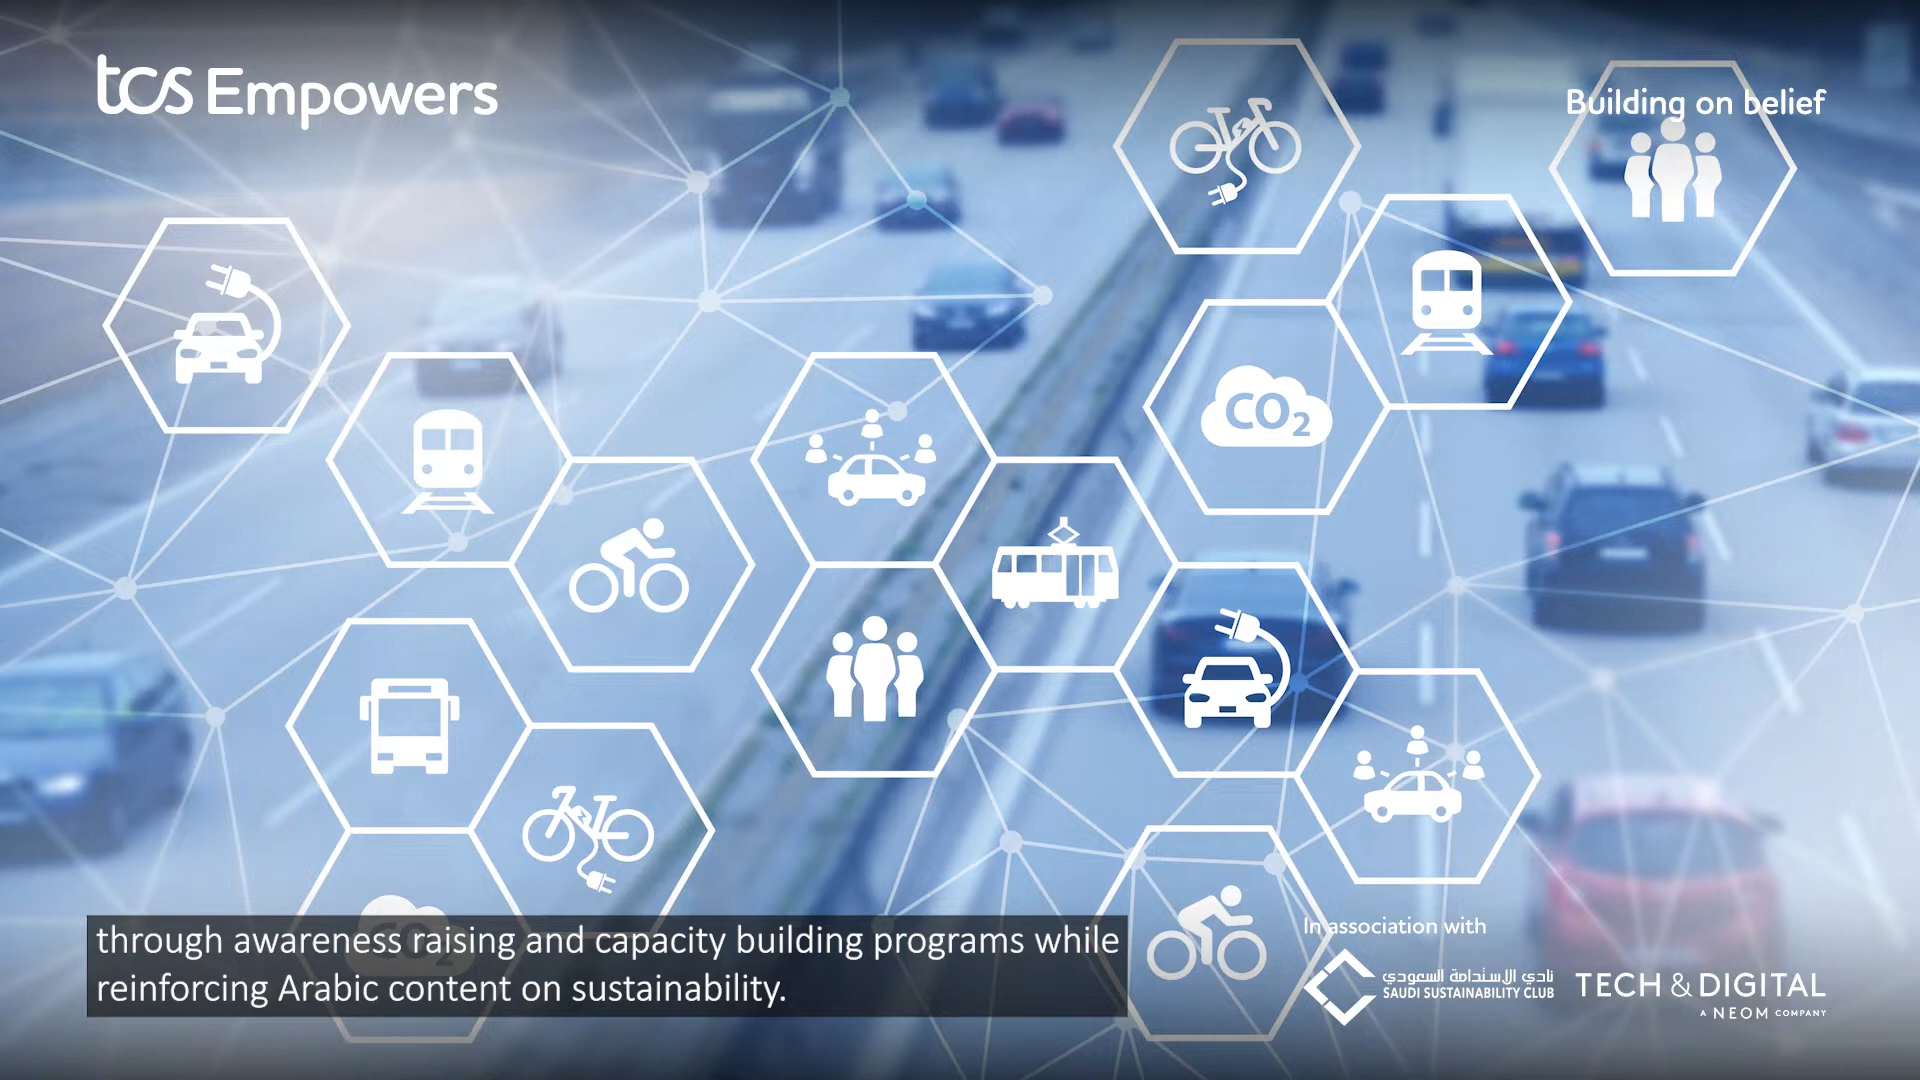 tcs Empowers
Building on belief
CO2
CO2
through awareness raising and capacity building programs while
reinforcing Arabic content on sustainability.
In association with
نادي الاستدامة السعودي
SAUDI SUSTAINABILITY CLUB
TECH & DIGITAL
A NEOM COMPANY